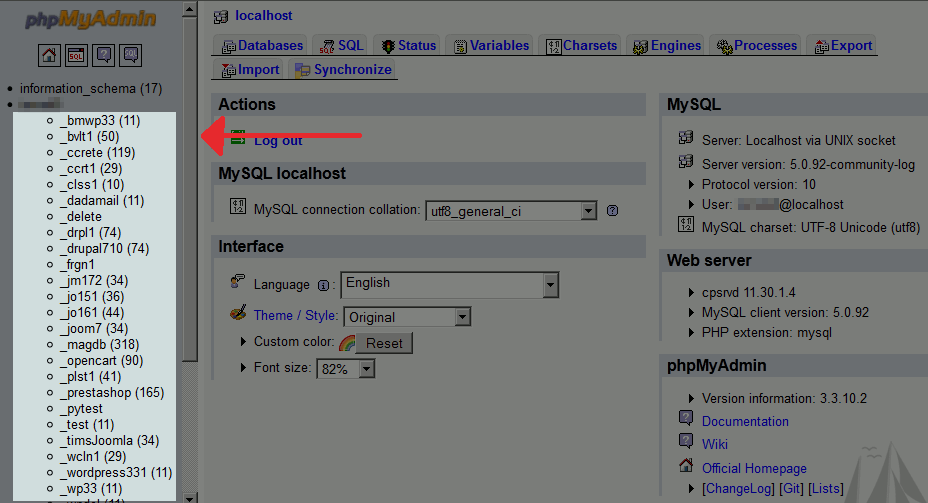 phpMyAdmin
SQL
SQL
information_schema (17)
_bmwp33 (11)
_bvlt1 (50)
_ccrete (119)
_ccrt1 (29)
_clss1 (10)
_dadamail (11)
_delete
_drpl1 (74)
_drupal710 (74)
_frgn1
_jm172 (34)
_jo151 (36)
_jo161 (44)
_joom7 (34)
_magdb (318)
_opencart (90)
_plst1 (41)
_prestashop (165)
_pytest
_test (11)
_timsJoomla (34)
_wcln1 (29)
_wordpress331 (11)
_wp33 (11)
localhost
Databases SQL Status Variables Charsets Engines Processes Export
Import Synchronize
Actions
Log out
MySQL localhost
MySQL connection collation: utf8_general_ci
Interface
Language : English
Theme / Style: Original
Custom color: Reset
Font size: 82%
MySQL
Server: Localhost via UNIX socket
Server version: 5.0.92-community-log
Protocol version: 10
User: @localhost
MySQL charset: UTF-8 Unicode (utf8)
Web server
cpsrvd 11.30.1.4
MySQL client version: 5.0.92
PHP extension: mysql
phpMyAdmin
Version information: 3.3.10.2
Documentation
Wiki
Official Homepage
[ChangeLog] [Git] [Lists]